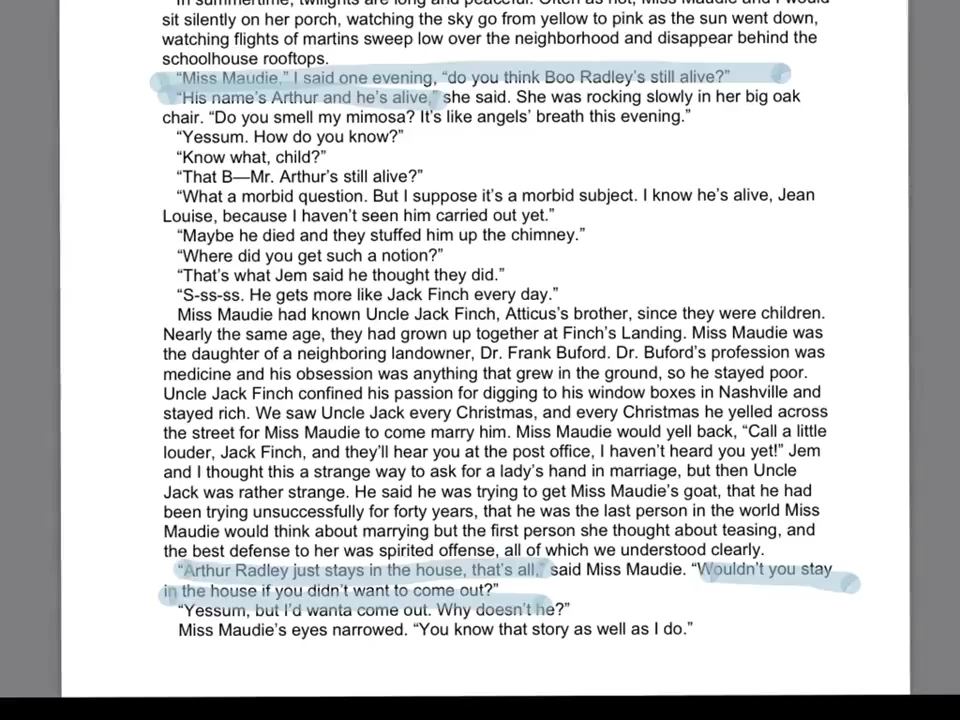 In summertime, twilights are long and peaceful. Often as not, Miss Maudie and I would
sit silently on her porch, watching the sky go from yellow to pink as the sun went down,
watching flights of martins sweep low over the neighborhood and disappear behind the
schoolhouse rooftops.
“Miss Maudie,” I said one evening, “do you think Boo Radley’s still alive?”
“His name’s Arthur and he’s alive,” she said. She was rocking slowly in her big oak
chair. “Do you smell my mimosa? It’s like angels’ breath this evening.”
“Yessum. How do you know?”
“Know what, child?”
“That B—Mr. Arthur’s still alive?”
“What a morbid question. But I suppose it’s a morbid subject. I know he’s alive, Jean
Louise, because I haven’t seen him carried out yet.”
“Maybe he died and they stuffed him up the chimney.”
“Where did you get such a notion?”
“That’s what Jem said he thought they did.”
“S-ss-ss. He gets more like Jack Finch every day.”
Miss Maudie had known Uncle Jack Finch, Atticus’s brother, since they were children.
Nearly the same age, they had grown up together at Finch’s Landing. Miss Maudie was
the daughter of a neighboring landowner, Dr. Frank Buford. Dr. Buford’s profession was
medicine and his obsession was anything that grew in the ground, so he stayed poor.
Uncle Jack Finch confined his passion for digging to his window boxes in Nashville and
stayed rich. We saw Uncle Jack every Christmas, and every Christmas he yelled across
the street for Miss Maudie to come marry him. Miss Maudie would yell back, “Call a little
louder, Jack Finch, and they’ll hear you at the post office, I haven’t heard you yet!” Jem
and I thought this a strange way to ask for a lady’s hand in marriage, but then Uncle
Jack was rather strange. He said he was trying to get Miss Maudie’s goat, that he had
been trying unsuccessfully for forty years, that he was the last person in the world Miss
Maudie would think about marrying but the first person she thought about teasing, and
the best defense to her was spirited offense, all of which we understood clearly.
“Arthur Radley just stays in the house, that’s all,” said Miss Maudie. “Wouldn’t you stay
in the house if you didn’t want to come out?”
“Yessum, but I’d wanta come out. Why doesn’t he?”
Miss Maudie’s eyes narrowed. “You know that story as well as I do.”